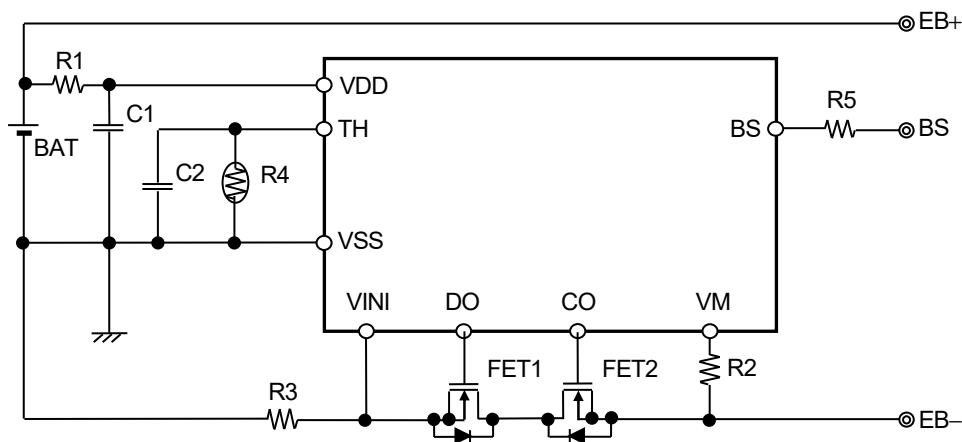 EB+
R1
VDD
R5
C1
TH
BS
BS
BAT
C2
R4
VSS
VINI
DO
CO
VM
FET1
FET2
R2
R3
EB−